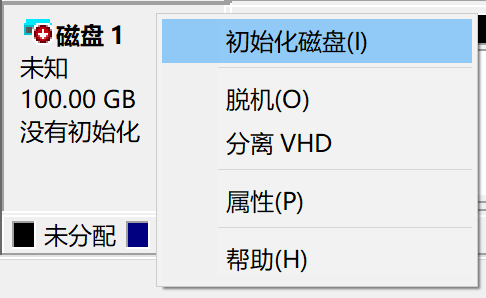 磁盘 1
未知
100.00 GB
没有初始化
初始化磁盘(I)
脱机(O)
分离 VHD
属性(P)
帮助(H)
未分配